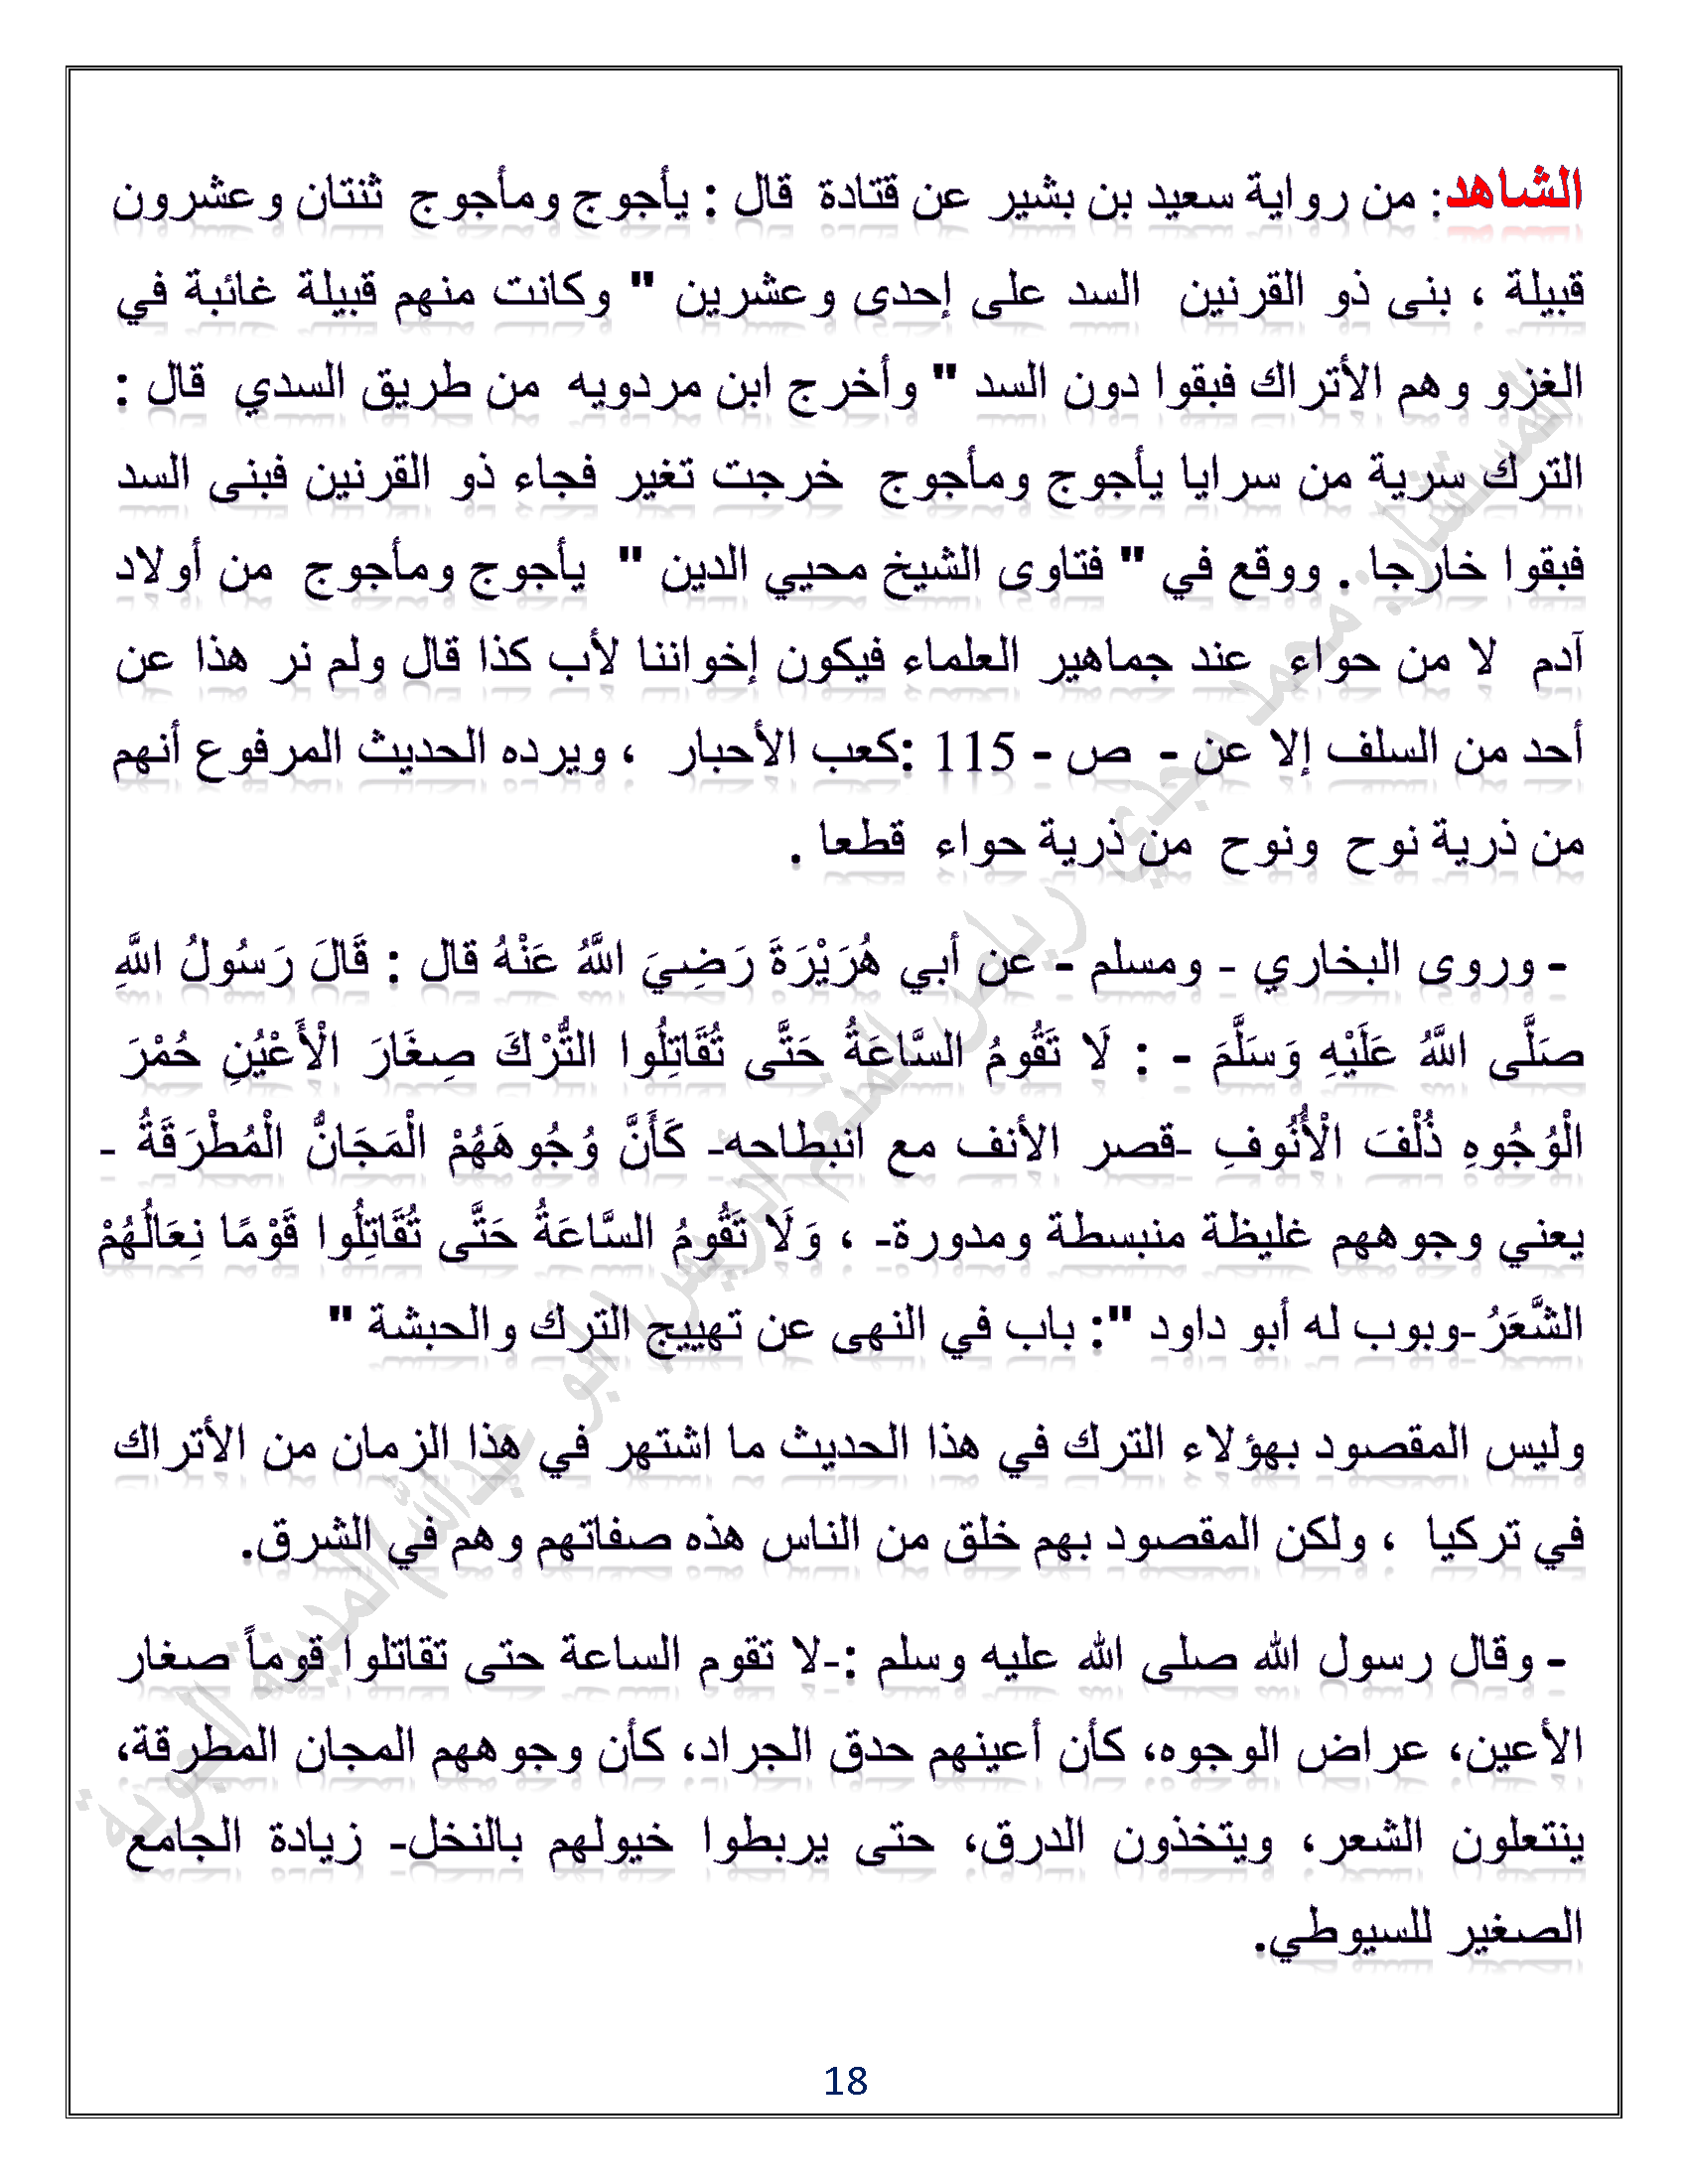 الشاهد: من رواية سعيد بن بشير عن قتادة قال : يأجوج ومأجوج ثنتان وعشرون
قبيلة ، بنى ذو القرنين السد على إحدى وعشرين " وكانت منهم قبيلة غائبة في
الغزو وهم الأتراك فبقوا دون السد " وأخرج ابن مردويه من طريق السدي قال :
الترك سرية من سرايا يأجوج ومأجوج خرجت تغير فجاء ذو القرنين فبنى السد
فبقوا خارجا . ووقع في " فتاوى الشيخ محيي الدين " يأجوج ومأجوج من أولاد
آدم لا من حواء عند جماهير العلماء فيكون إخواننا لأب كذا قال ولم نر هذا عن
أحد من السلف إلا عن - ص - 115 :كعب الأحبار ، ويرده الحديث المرفوع أنهم
من ذرية نوح ونوح من ذرية حواء قطعا .
- وروى البخاري - ومسلم - عن أبي هُرَيْرَةَ رَضِيَ اللَّهُ عَنْهُ قال : قَالَ رَسُولُ اللَّهِ
صَلَّى اللَّهُ عَلَيْهِ وَسَلَّمَ - : لَا تَقُومُ السَّاعَةُ حَتَّى تُقَاتِلُوا التُّرْكَ صِغَارَ الْأَعْيُنِ حُمْرَ
الْوُجُوهِ ذُلْفَ الْأُنُوفِ -قصر الأنف مع انبطاحه- كَأَنَّ وُجُوهَهُمْ الْمَجَانُّ الْمُطْرَقَةُ -
يعني وجوههم غليظة منبسطة ومدورة- ، وَلَا تَقُومُ السَّاعَةُ حَتَّى تُقَاتِلُوا قَوْمًا نِعَالُهُمْ
الشَّعَرُ -وبوب له أبو داود ": باب في النهى عن تهييج الترك والحبشة "
وليس المقصود بهؤلاء الترك في هذا الحديث ما اشتهر في هذا الزمان من الأتراك
في تركيا ، ولكن المقصود بهم خلق من الناس هذه صفاتهم وهم في الشرق.
- وقال رسول الله صلى الله عليه وسلم :-لا تقوم الساعة حتى تقاتلوا قوماً صغار
الأعين، عراض الوجوه، كأن أعينهم حدق الجراد، كأن وجوههم المجان المطرقة،
ينتعلون الشعر، ويتخذون الدرق، حتى يربطوا خيولهم بالنخل- زيادة الجامع
الصغير للسيوطي.
المستشار: محمد مجدي رياض المنعم الريس ابو عبدالله المدينة النبوية
18